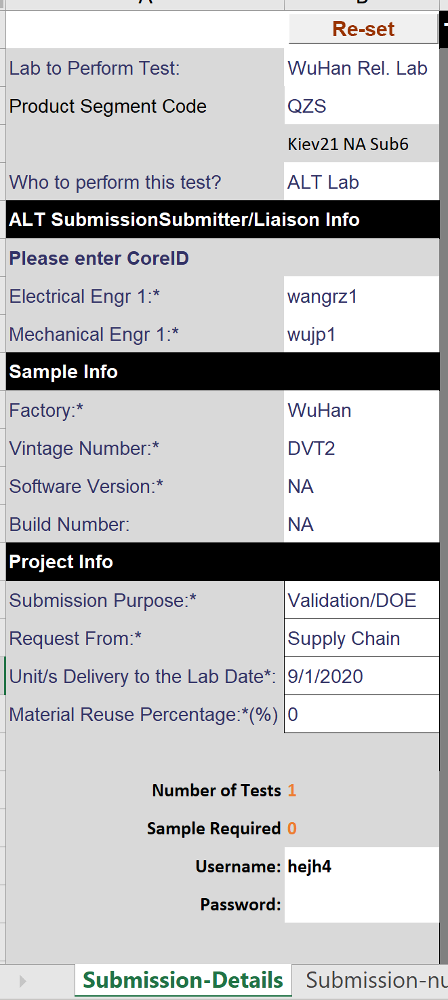 Re-set
Lab to Perform Test: WuHan Rel. Lab
Product Segment Code QZS
Kiev21 NA Sub6
Who to perform this test? ALT Lab
ALT SubmissionSubmitter/Liaison Info
Please enter CoreID
Electrical Engr 1:* wangrz1
Mechanical Engr 1:* wujp1
Sample Info
Factory:* WuHan
Vintage Number:* DVT2
Software Version:* NA
Build Number: NA
Project Info
Submission Purpose:* Validation/DOE
Request From:* Supply Chain
Unit/s Delivery to the Lab Date*: 9/1/2020
Material Reuse Percentage:*(%) 0
Number of Tests 1
Sample Required 0
Username: hejh4
Password:
Submission-Details Submission-nu